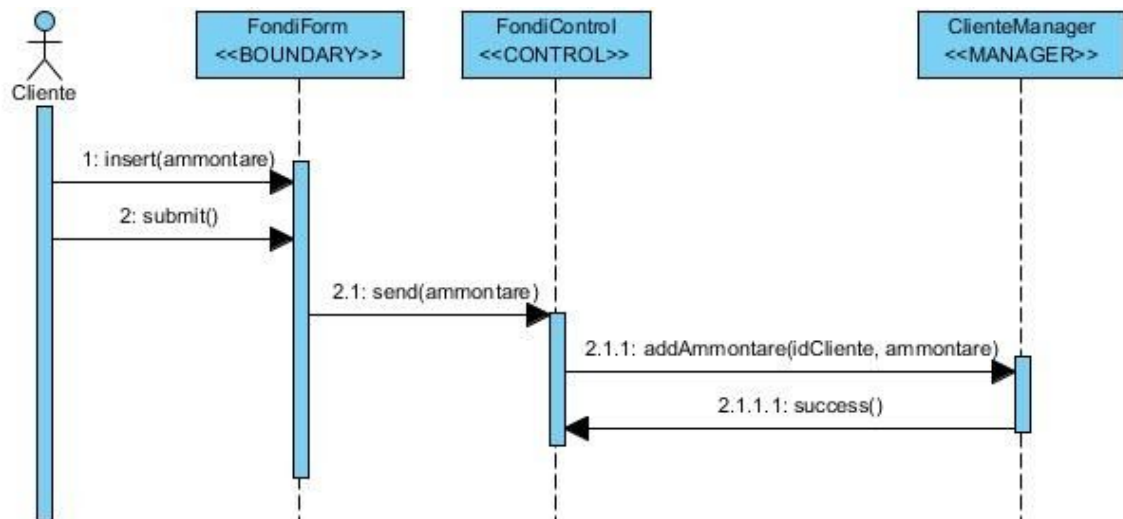 FondiForm
<<BOUNDARY>>
FondiControl
<<CONTROL>>
ClienteManager
<<MANAGER>>
Cliente
1: insert(ammontare)
2: submit()
2.1: send(ammontare)
2.1.1: addAmmontare(idCliente, ammontare)
2.1.1.1: success()